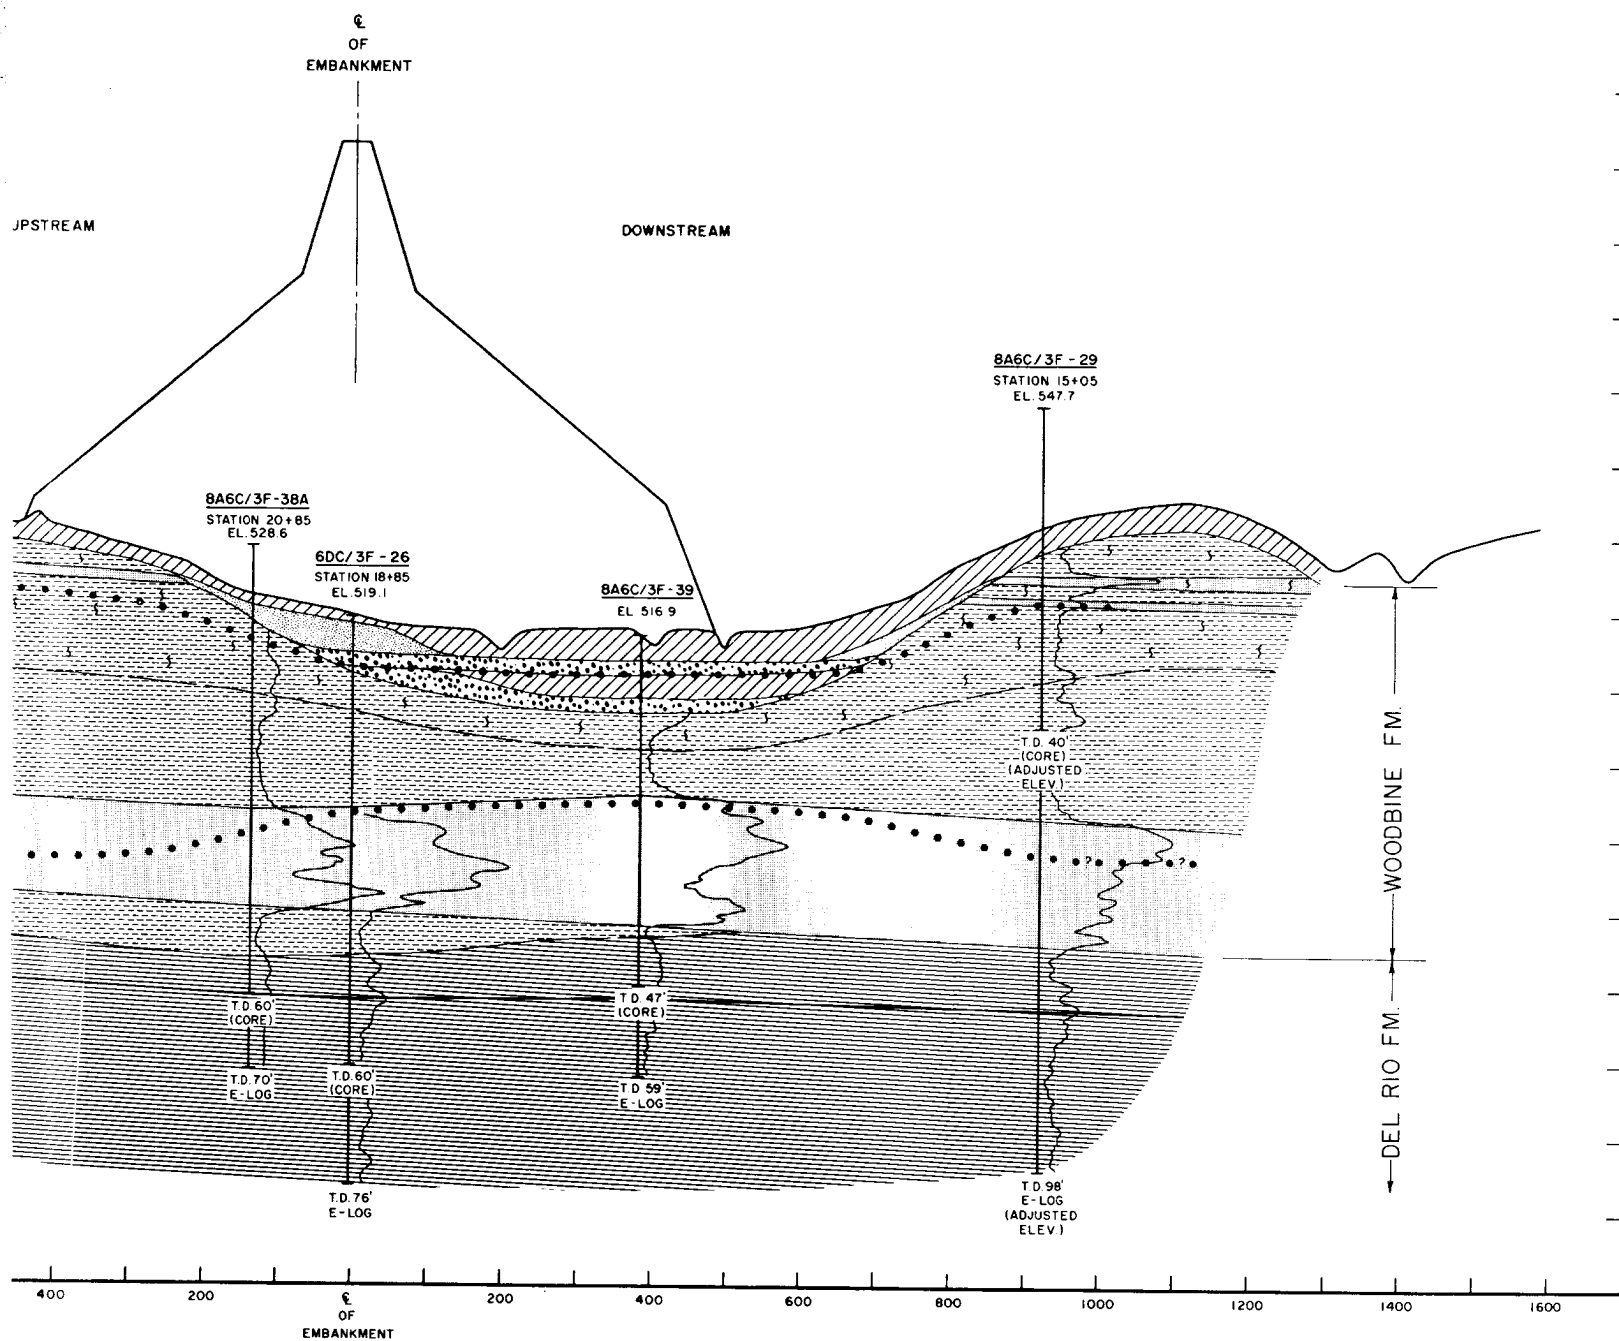 ℄
OF
EMBANKMENT
JPSTREAM
DOWNSTREAM
8A6C/3F-29
STATION 15+05
EL. 547.7
8A6C/3F-38A
STATION 20+85
EL. 528.6
6DC/3F-26
STATION 18+85
EL. 519.1
8A6C/3F-39
EL 516 9
T.D. 40'
(CORE)
(ADJUSTED
ELEV.)
WOODBINE FM.
? ?
T.D. 60'
(CORE)
T.D. 47'
(CORE)
DEL RIO FM.
T.D. 70'
E-LOG
T.D. 60'
(CORE)
T.D 59'
E-LOG
T.D. 76'
E-LOG
T.D. 98'
E-LOG
(ADJUSTED
ELEV.)
400 200 ℄ 200 400 600 800 1000 1200 1400 1600
OF
EMBANKMENT